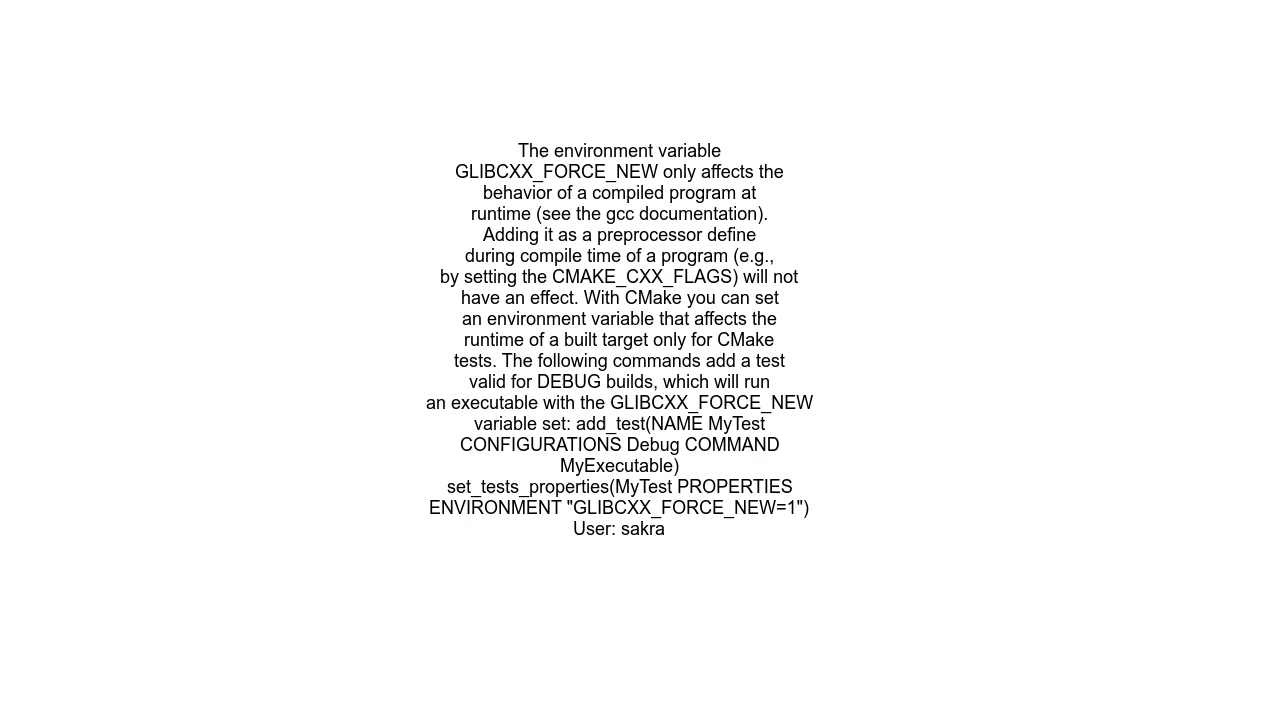 The environment variable
GLIBCXX_FORCE_NEW only affects the
behavior of a compiled program at
runtime (see the gcc documentation).
Adding it as a preprocessor define
during compile time of a program (e.g.,
by setting the CMAKE_CXX_FLAGS) will not
have an effect. With CMake you can set
an environment variable that affects the
runtime of a built target only for CMake
tests. The following commands add a test
valid for DEBUG builds, which will run
an executable with the GLIBCXX_FORCE_NEW
variable set: add_test(NAME MyTest
CONFIGURATIONS Debug COMMAND
MyExecutable)
set_tests_properties(MyTest PROPERTIES
ENVIRONMENT "GLIBCXX_FORCE_NEW=1")
User: sakra